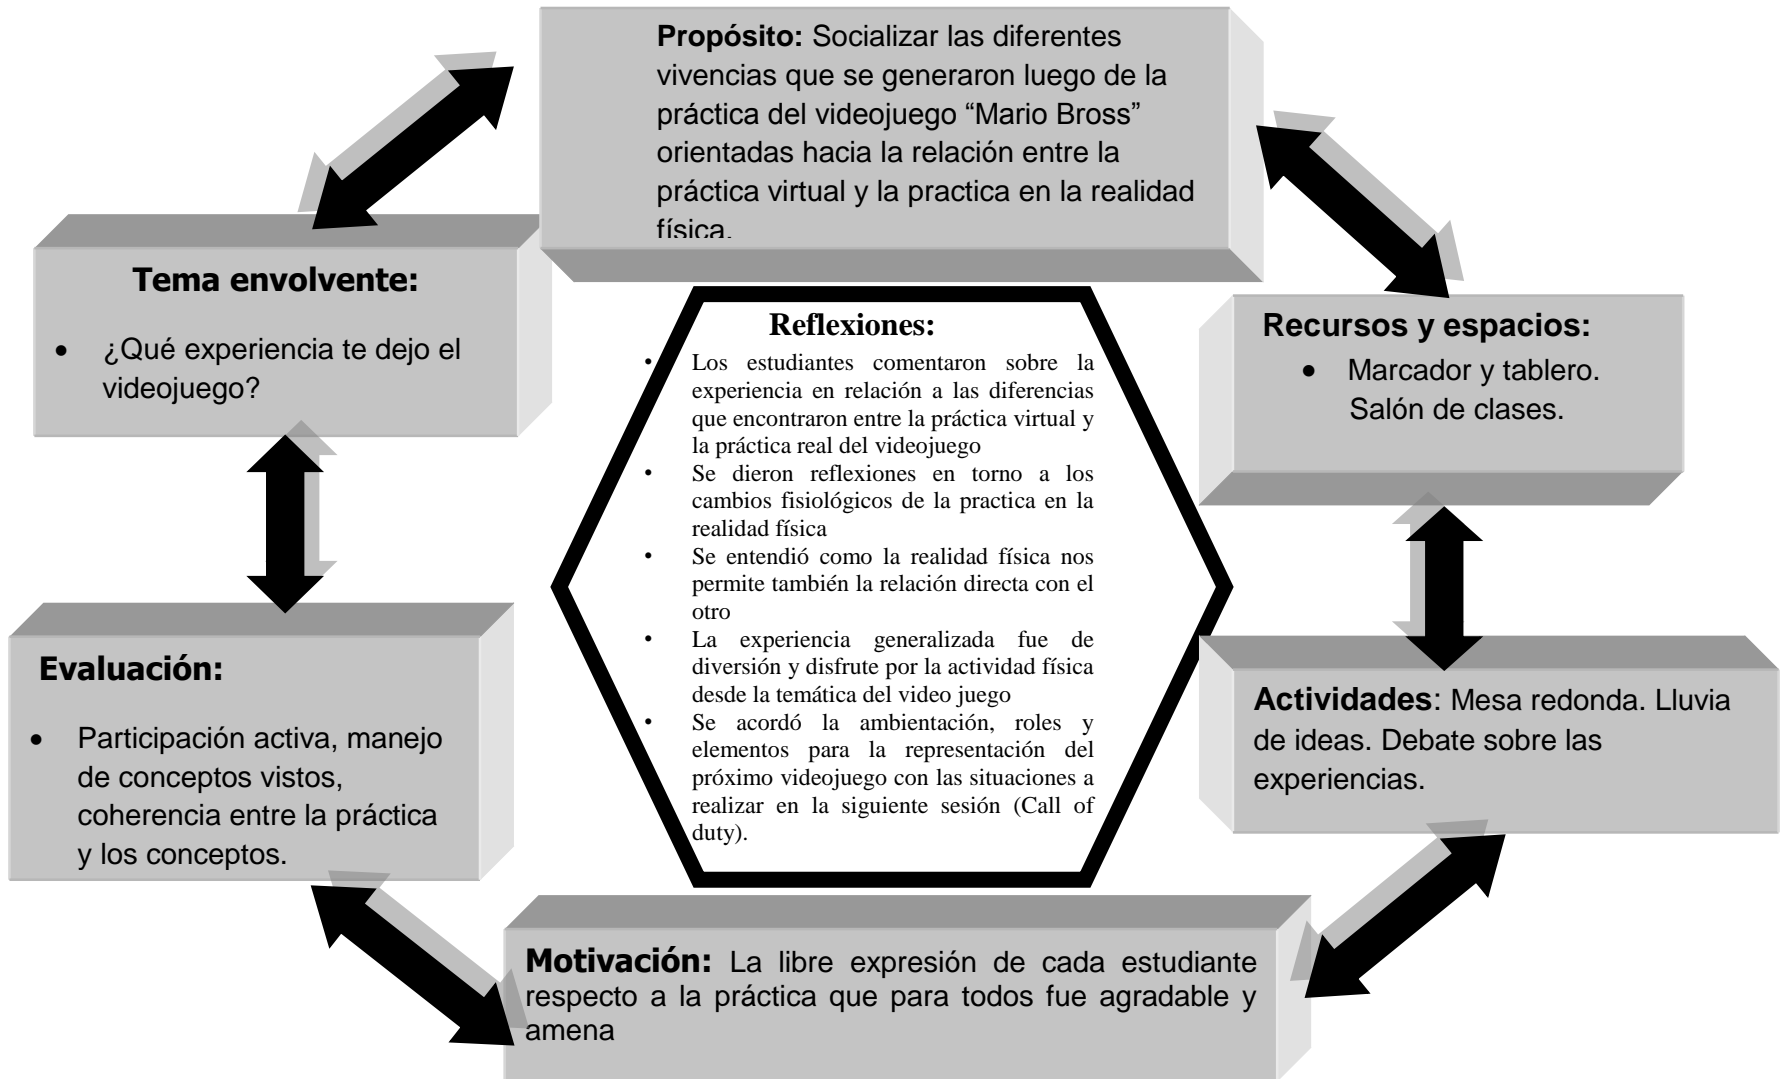 Propósito: Socializar las diferentes
vivencias que se generaron luego de la
práctica del videojuego “Mario Bross”
orientadas hacia la relación entre la
práctica virtual y la practica en la realidad
física.
Tema envolvente:
• ¿Qué experiencia te dejo el
videojuego?
Recursos y espacios:
• Marcador y tablero.
Salón de clases.
Reflexiones:
• Los estudiantes comentaron sobre la
experiencia en relación a las diferencias
que encontraron entre la práctica virtual y
la práctica real del videojuego
• Se dieron reflexiones en torno a los
cambios fisiológicos de la practica en la
realidad física
• Se entendió como la realidad física nos
permite también la relación directa con el
otro
• La experiencia generalizada fue de
diversión y disfrute por la actividad física
desde la temática del video juego
• Se acordó la ambientación, roles y
elementos para la representación del
próximo videojuego con las situaciones a
realizar en la siguiente sesión (Call of
duty).
Evaluación:
• Participación activa, manejo
de conceptos vistos,
coherencia entre la práctica
y los conceptos.
Actividades: Mesa redonda. Lluvia
de ideas. Debate sobre las
experiencias.
Motivación: La libre expresión de cada estudiante
respecto a la práctica que para todos fue agradable y
amena